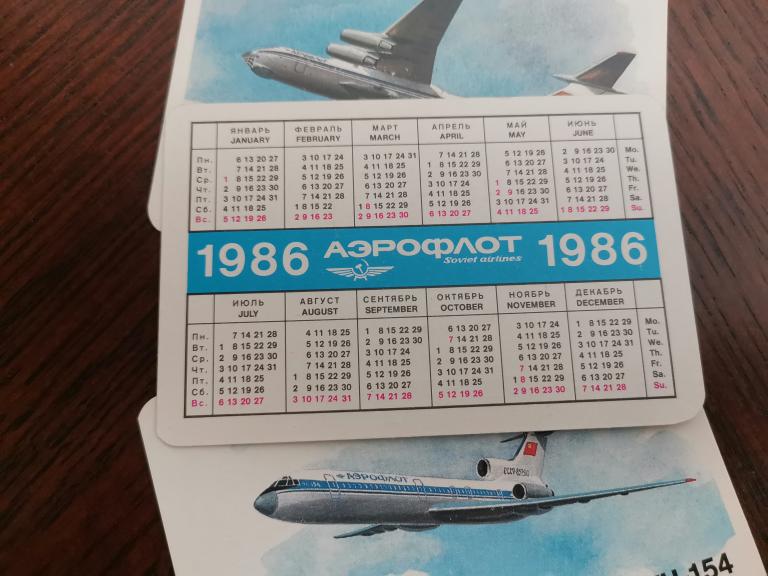 ЯНВАРЬ ФЕВРАЛЬ МАРТ АПРЕЛЬ МАЙ ИЮНЬ
JANUARY FEBRUARY MARCH APRIL MAY JUNE
Пн. 6 13 20 27 3 10 17 24 3 10 17 24 31 7 14 21 28 5 12 19 26 2 9 16 23 30 Mo.
Вт. 7 14 21 28 4 11 18 25 4 11 18 25 1 8 15 22 29 6 13 20 27 3 10 17 24 Tu.
Ср. 1 8 15 22 29 5 12 19 26 5 12 19 26 2 9 16 23 30 7 14 21 28 4 11 18 25 We.
Чт. 2 9 16 23 30 6 13 20 27 6 13 20 27 3 10 17 24 1 8 15 22 29 5 12 19 26 Th.
Пт. 3 10 17 24 31 7 14 21 28 7 14 21 28 4 11 18 25 2 9 16 23 30 6 13 20 27 Fr.
Сб. 4 11 18 25 1 8 15 22 1 8 15 22 29 5 12 19 26 3 10 17 24 31 7 14 21 28 Sa.
Вс. 5 12 19 26 2 9 16 23 2 9 16 23 30 6 13 20 27 4 11 18 25 1 8 15 22 29 Su.
1986 АЭРОФЛОТ 1986
Soviet airlines
ИЮЛЬ АВГУСТ СЕНТЯБРЬ ОКТЯБРЬ НОЯБРЬ ДЕКАБРЬ
JULY AUGUST SEPTEMBER OCTOBER NOVEMBER DECEMBER
Пн. 7 14 21 28 4 11 18 25 1 8 15 22 29 6 13 20 27 3 10 17 24 1 8 15 22 29 Mo.
Вт. 1 8 15 22 29 5 12 19 26 2 9 16 23 30 7 14 21 28 4 11 18 25 2 9 16 23 30 Tu.
Ср. 2 9 16 23 30 6 13 20 27 3 10 17 24 1 8 15 22 29 5 12 19 26 3 10 17 24 31 We.
Чт. 3 10 17 24 31 7 14 21 28 4 11 18 25 2 9 16 23 30 6 13 20 27 4 11 18 25 Th.
Пт. 4 11 18 25 1 8 15 22 29 5 12 19 26 3 10 17 24 31 7 14 21 28 5 12 19 26 Fr.
Сб. 5 12 19 26 2 9 16 23 30 6 13 20 27 4 11 18 25 1 8 15 22 29 6 13 20 27 Sa.
Вс. 6 13 20 27 3 10 17 24 31 7 14 21 28 5 12 19 26 2 9 16 23 30 7 14 21 28 Su.
АЭРОФЛОТ
154